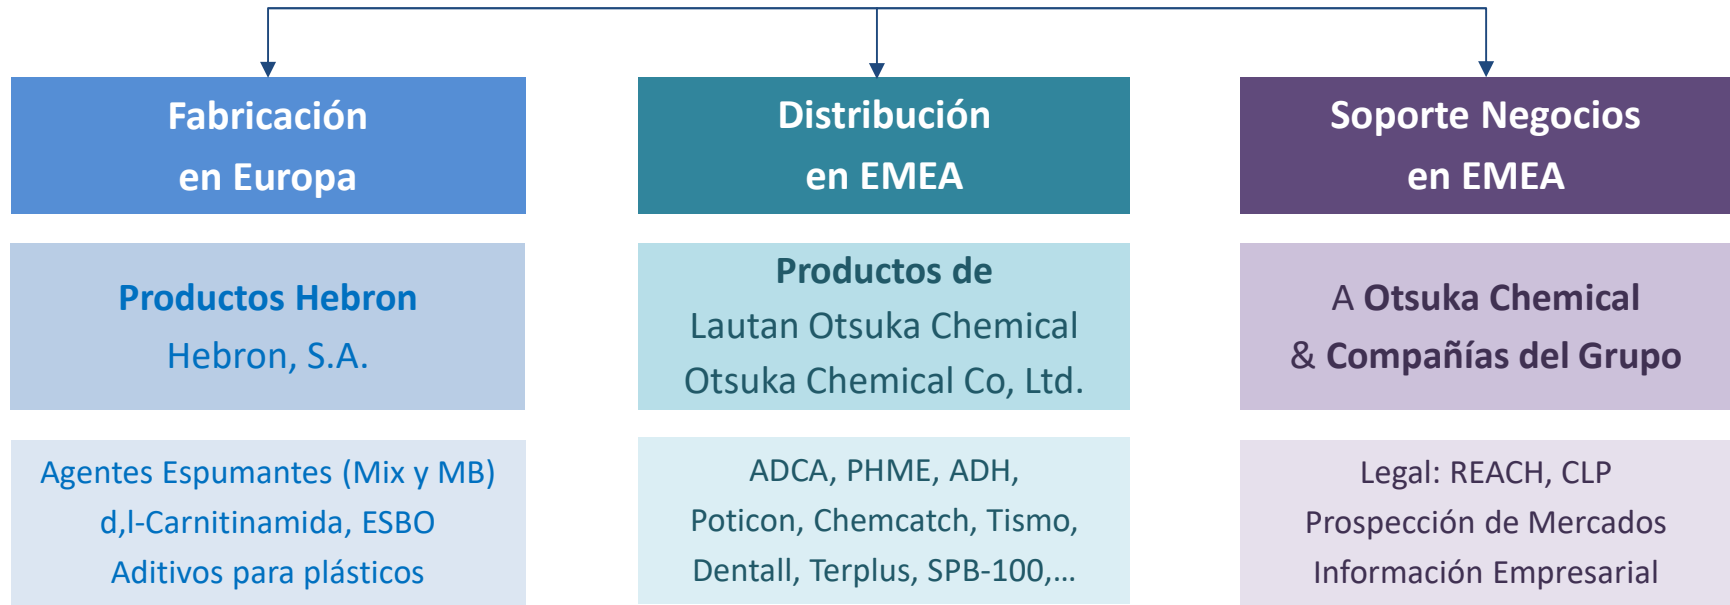 Fabricación
en Europa
Productos Hebron
Hebron, S.A.
Agentes Espumantes (Mix y MB)
d,l-Carnitinamida, ESBO
Aditivos para plásticos
Distribución
en EMEA
Productos de
Lautan Otsuka Chemical
Otsuka Chemical Co, Ltd.
ADCA, PHME, ADH,
Poticon, Chemcatch, Tismo,
Dentall, Terplus, SPB-100,...
Soporte Negocios
en EMEA
A Otsuka Chemical
& Compañías del Grupo
Legal: REACH, CLP
Prospección de Mercados
Información Empresarial